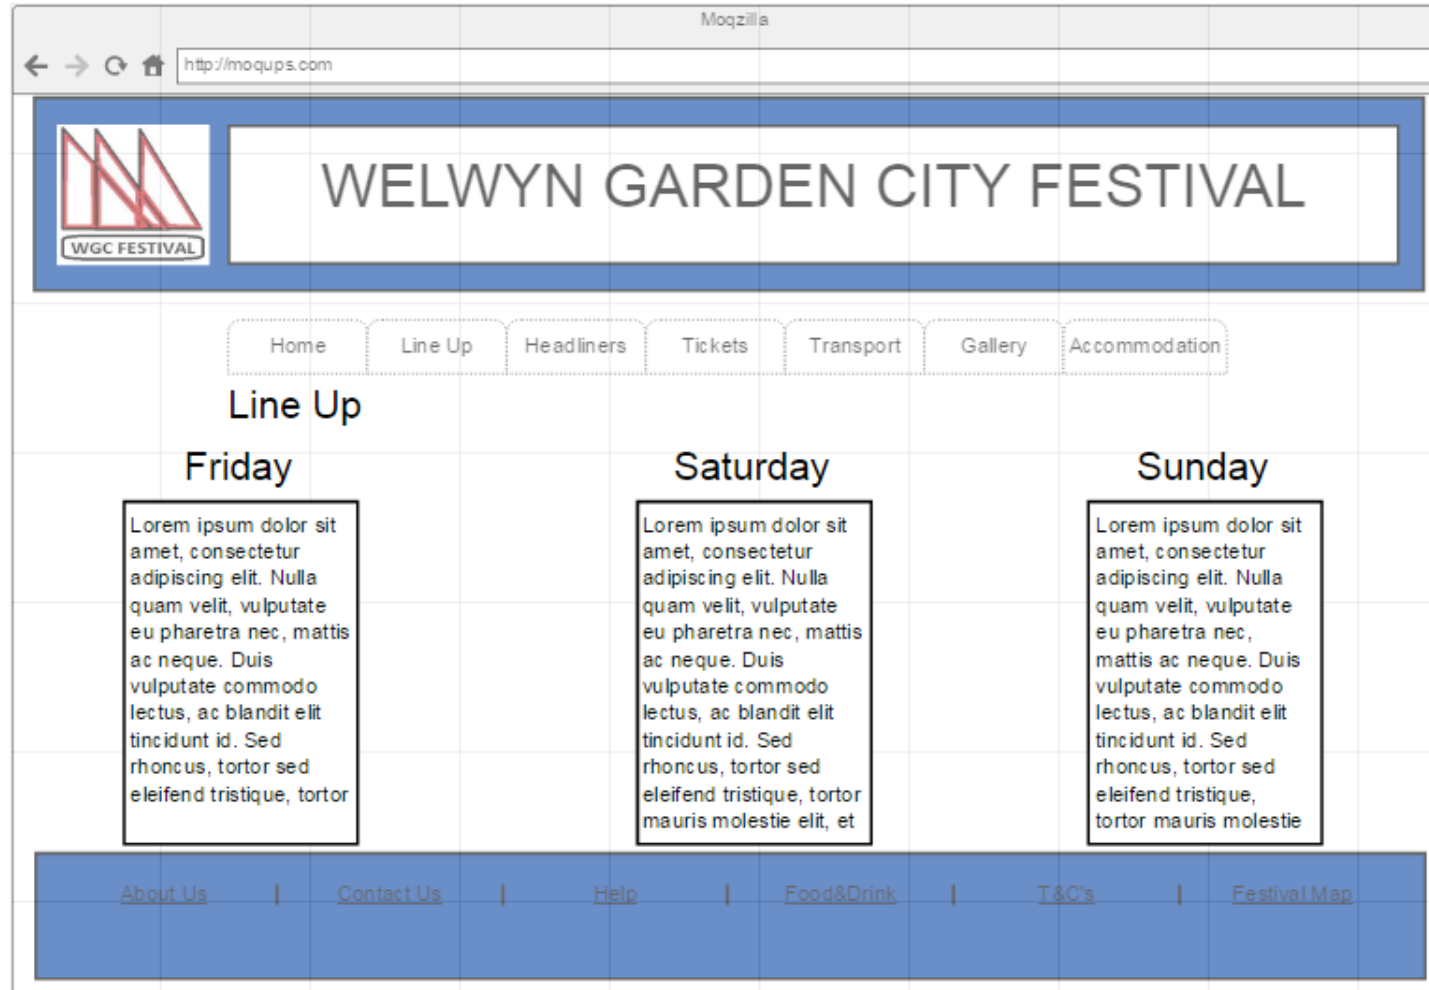 Moqzilla
http://moqups.com
WGC FESTIVAL
WELWYN GARDEN CITY FESTIVAL
Home Line Up Headliners Tickets Transport Gallery Accommodation
Line Up
Friday
Lorem ipsum dolor sit
amet, consectetur
adipiscing elit. Nulla
quam velit, vulputate
eu pharetra nec, mattis
ac neque. Duis
vulputate commodo
lectus, ac blandit elit
tincidunt id. Sed
rhoncus, tortor sed
eleifend tristique, tortor
Saturday
Lorem ipsum dolor sit
amet, consectetur
adipiscing elit. Nulla
quam velit, vulputate
eu pharetra nec, mattis
ac neque. Duis
vulputate commodo
lectus, ac blandit elit
tincidunt id. Sed
rhoncus, tortor sed
eleifend tristique, tortor
mauris molestie elit, et
Sunday
Lorem ipsum dolor sit
amet, consectetur
adipiscing elit. Nulla
quam velit, vulputate
eu pharetra nec,
mattis ac neque. Duis
vulputate commodo
lectus, ac blandit elit
tincidunt id. Sed
rhoncus, tortor sed
eleifend tristique,
tortor mauris molestie
About Us | Contact Us | Help | Food&Drink | T&C's | Festival Map